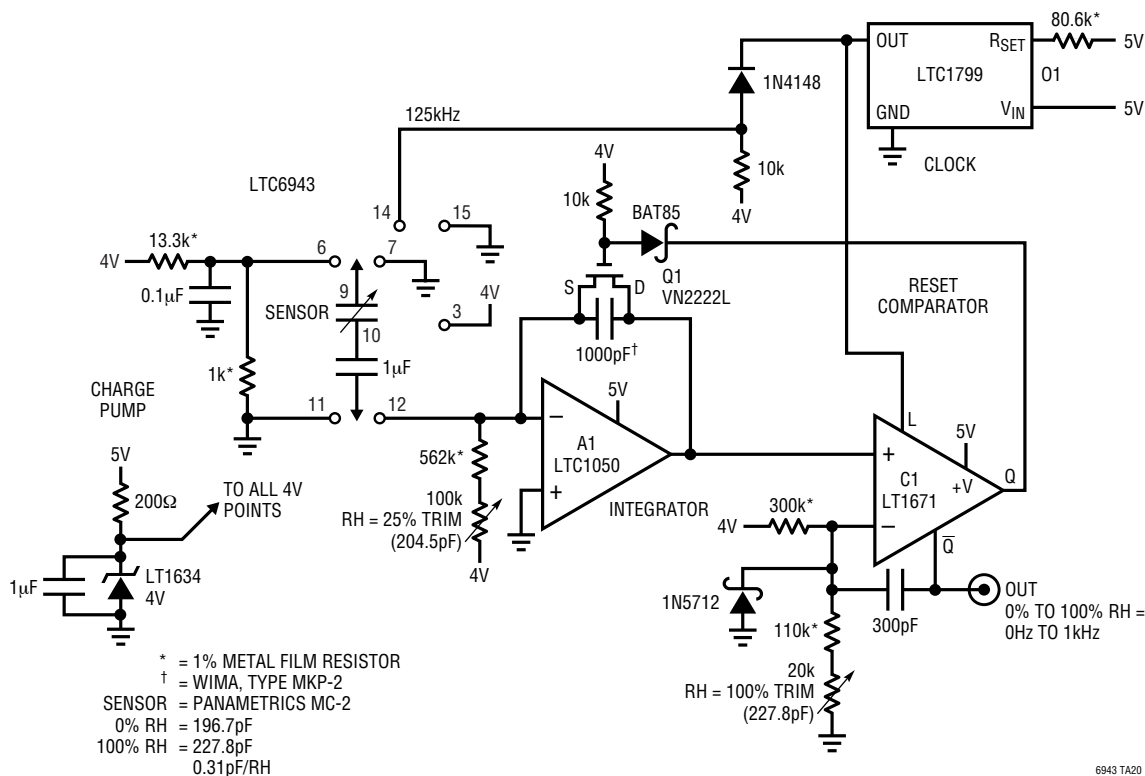 80.6k*
OUT
RSET
5V
LTC1799
O1
1N4148
GND
VIN
5V
125kHz
CLOCK
10k
4V
4V
LTC6943
10k
BAT85
14
15
13.3k*
6
7
4V
Q1
VN2222L
0.1µF
9
S
D
RESET
COMPARATOR
SENSOR
4V
3
10
1000pF†
1µF
1k*
CHARGE
PUMP
5V
11
12
L
5V
–
A1
LTC1050
+
C1
LT1671
+V
Q
5V
562k*
200Ω
TO ALL 4V
POINTS
+
INTEGRATOR
300k*
–
100k
RH = 25% TRIM
(204.5pF)
4V
Q
4V
1µF
LT1634
4V
1N5712
OUT
0% TO 100% RH =
0Hz TO 1kHz
300pF
110k*
* = 1% METAL FILM RESISTOR
† = WIMA, TYPE MKP-2
SENSOR = PANAMETRICS MC-2
0% RH = 196.7pF
100% RH = 227.8pF
0.31pF/RH
20k
RH = 100% TRIM
(227.8pF)
6943 TA20